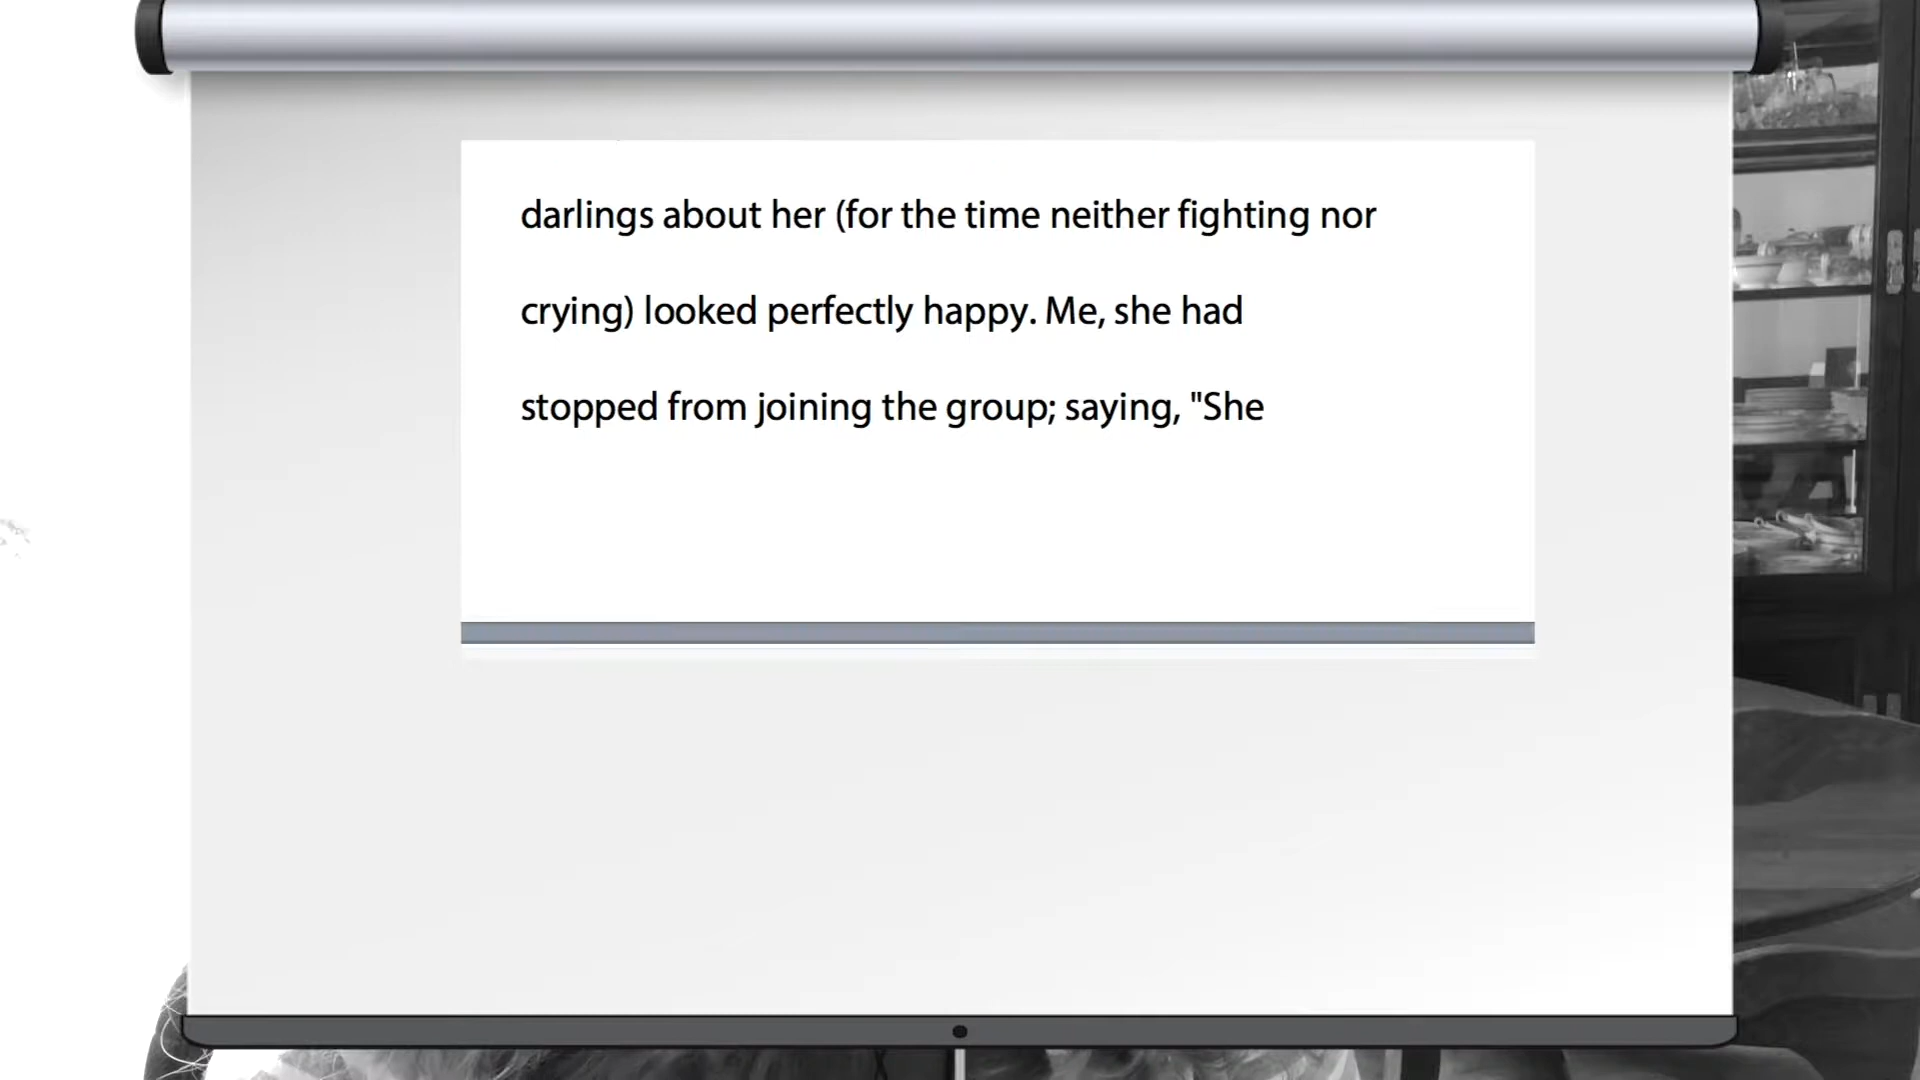 darlings about her (for the time neither fighting nor
crying) looked perfectly happy. Me, she had
stopped from joining the group; saying, "She